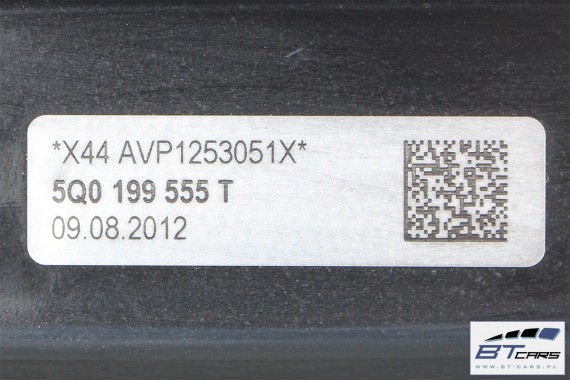 *X44 AVP1253051X*
5Q0 199 555 T
09.08.2012
BTCARS
WWW.BT-CARS.PL